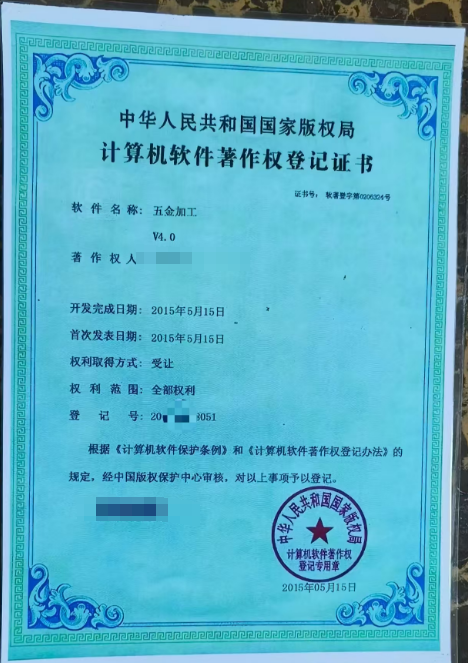 中华人民共和国国家版权局
计算机软件著作权登记证书
证书号： 软著登字第0206324号
软件名称：五金加工
V4.0
著作权人
开发完成日期：2015年5月15日
首次发表日期：2015年5月15日
权利取得方式：受让
权利范围：全部权利
登记号：20 3051
根据《计算机软件保护条例》和《计算机软件著作权登记办法》的
规定，经中国版权保护中心审核，对以上事项予以登记。
中华人民共和国国家版权局
计算机软件著作权
登记专用章
2015年05月15日